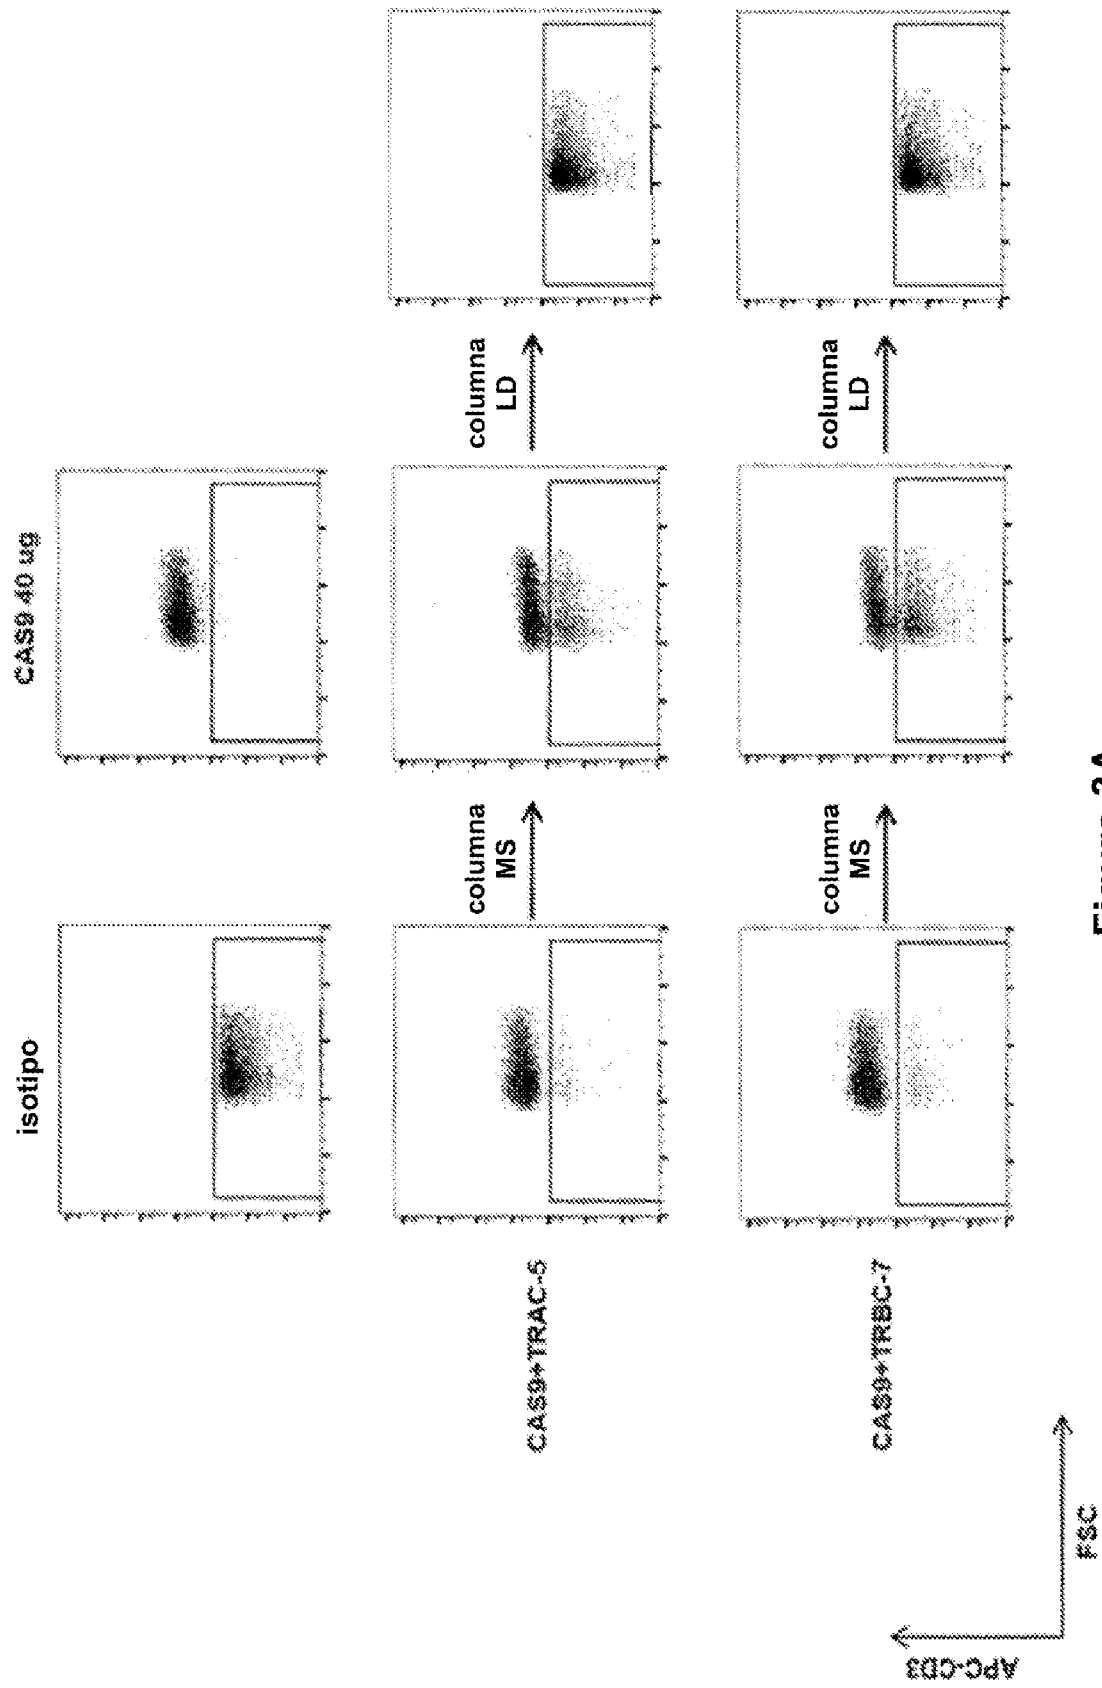 isotipo
CAS9 40 ug
CAS9+TRAC-5
columna
MS
columna
LD
CAS9+TRBC-7
columna
MS
columna
LD
APC-CD3
FSC